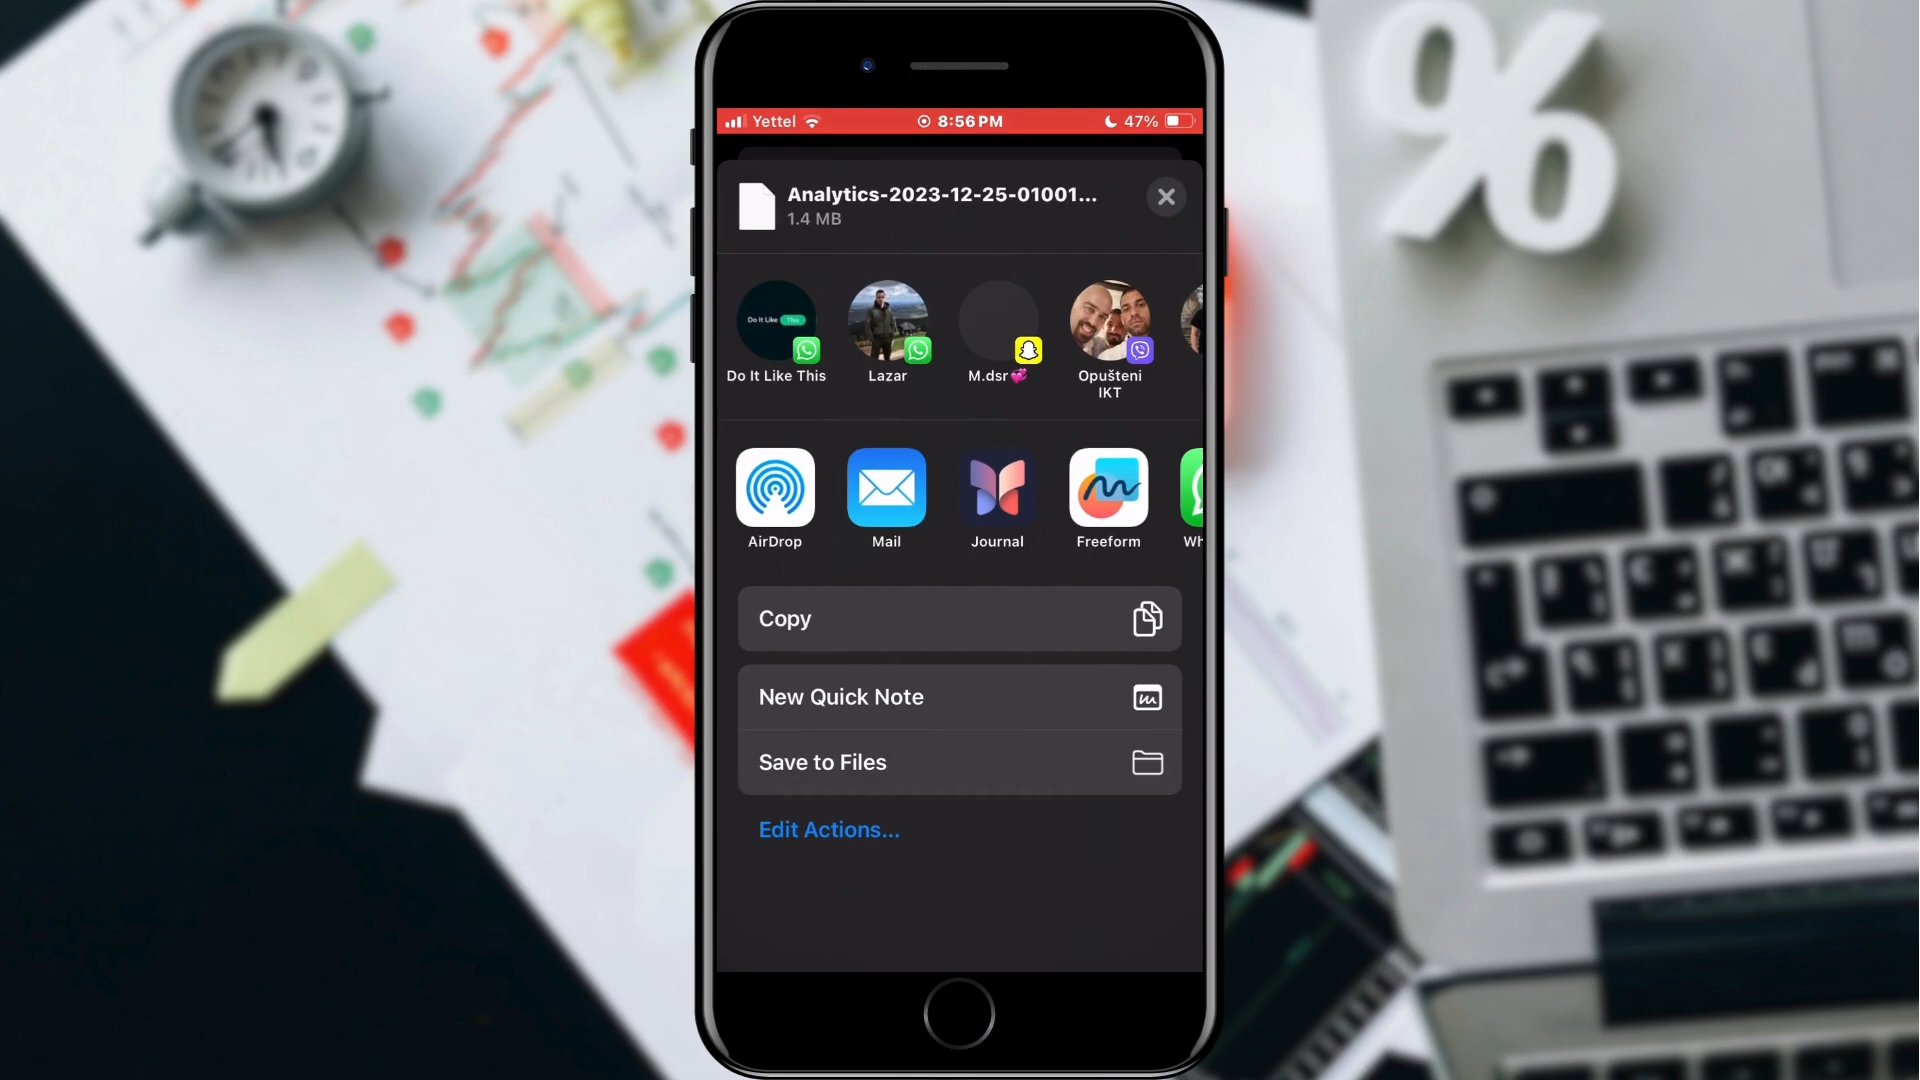 Yettel
8:56 PM
47%
Analytics-2023-12-25-01001...
1.4 MB
Do It Like This
Do It Like This
Lazar
M.dsr💞
Opušteni
IKT
AirDrop
Mail
Journal
Freeform
Wh
Copy
New Quick Note
Save to Files
Edit Actions...
%